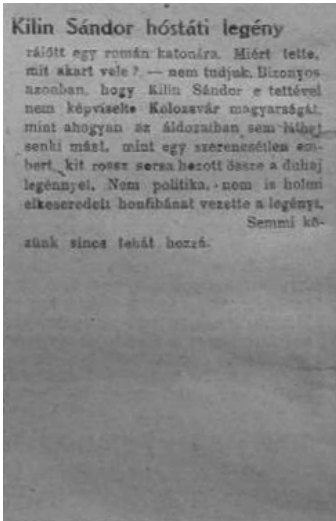 Kilin Sándor hóstáti legény
rálőtt egy román katonára. Miért tette,
mit akart vele? — nem tudjuk. Bizonyos
azonban, hogy Kilin Sándor e tettével
nem képviselte Kolozsvár magyarságát,
mint ahogyan az áldozatban sem láthat
senki mást, mint egy szerencsétlen em-
bert, kit rossz sorsa hozott össze a duhaj
legénnyel. Nem politika, nem is holmi
elkeseredett honfibánat vezette a legényt.
Semmi kö-
zünk sincs tehát hozzá.